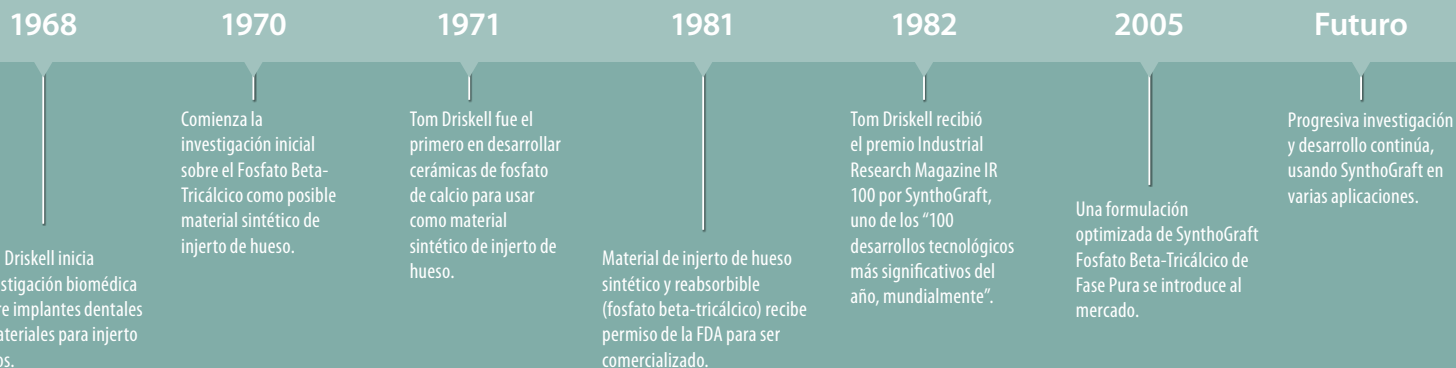 1968
Driskell inicia
biomédica
implantes dentales
para injerto
1970
Comienza la
investigación inicial
sobre el Fosfato Beta-
Tricálcico como posible
material sintético de
injerto de hueso.
1971
Tom Driskell fue el
primero en desarrollar
cerámicas de fosfato
de calcio para usar
como material
sintético de injerto de
hueso.
1981
Material de injerto de hueso
sintético y reabsorbible
(fosfato beta-tricálcico) recibe
permiso de la FDA para ser
comercializado.
1982
Tom Driskell recibió
el premio Industrial
Research Magazine IR
100 por SynthoGraft,
uno de los “100
desarrollos tecnológicos
más significativos del
año, mundialmente”.
2005
Una formulación
optimizada de SynthoGraft
Fosfato Beta-Tricálcico de
Fase Pura se introduce al
mercado.
Futuro
Progresiva investigación
y desarrollo continúa,
usando SynthoGraft en
varias aplicaciones.